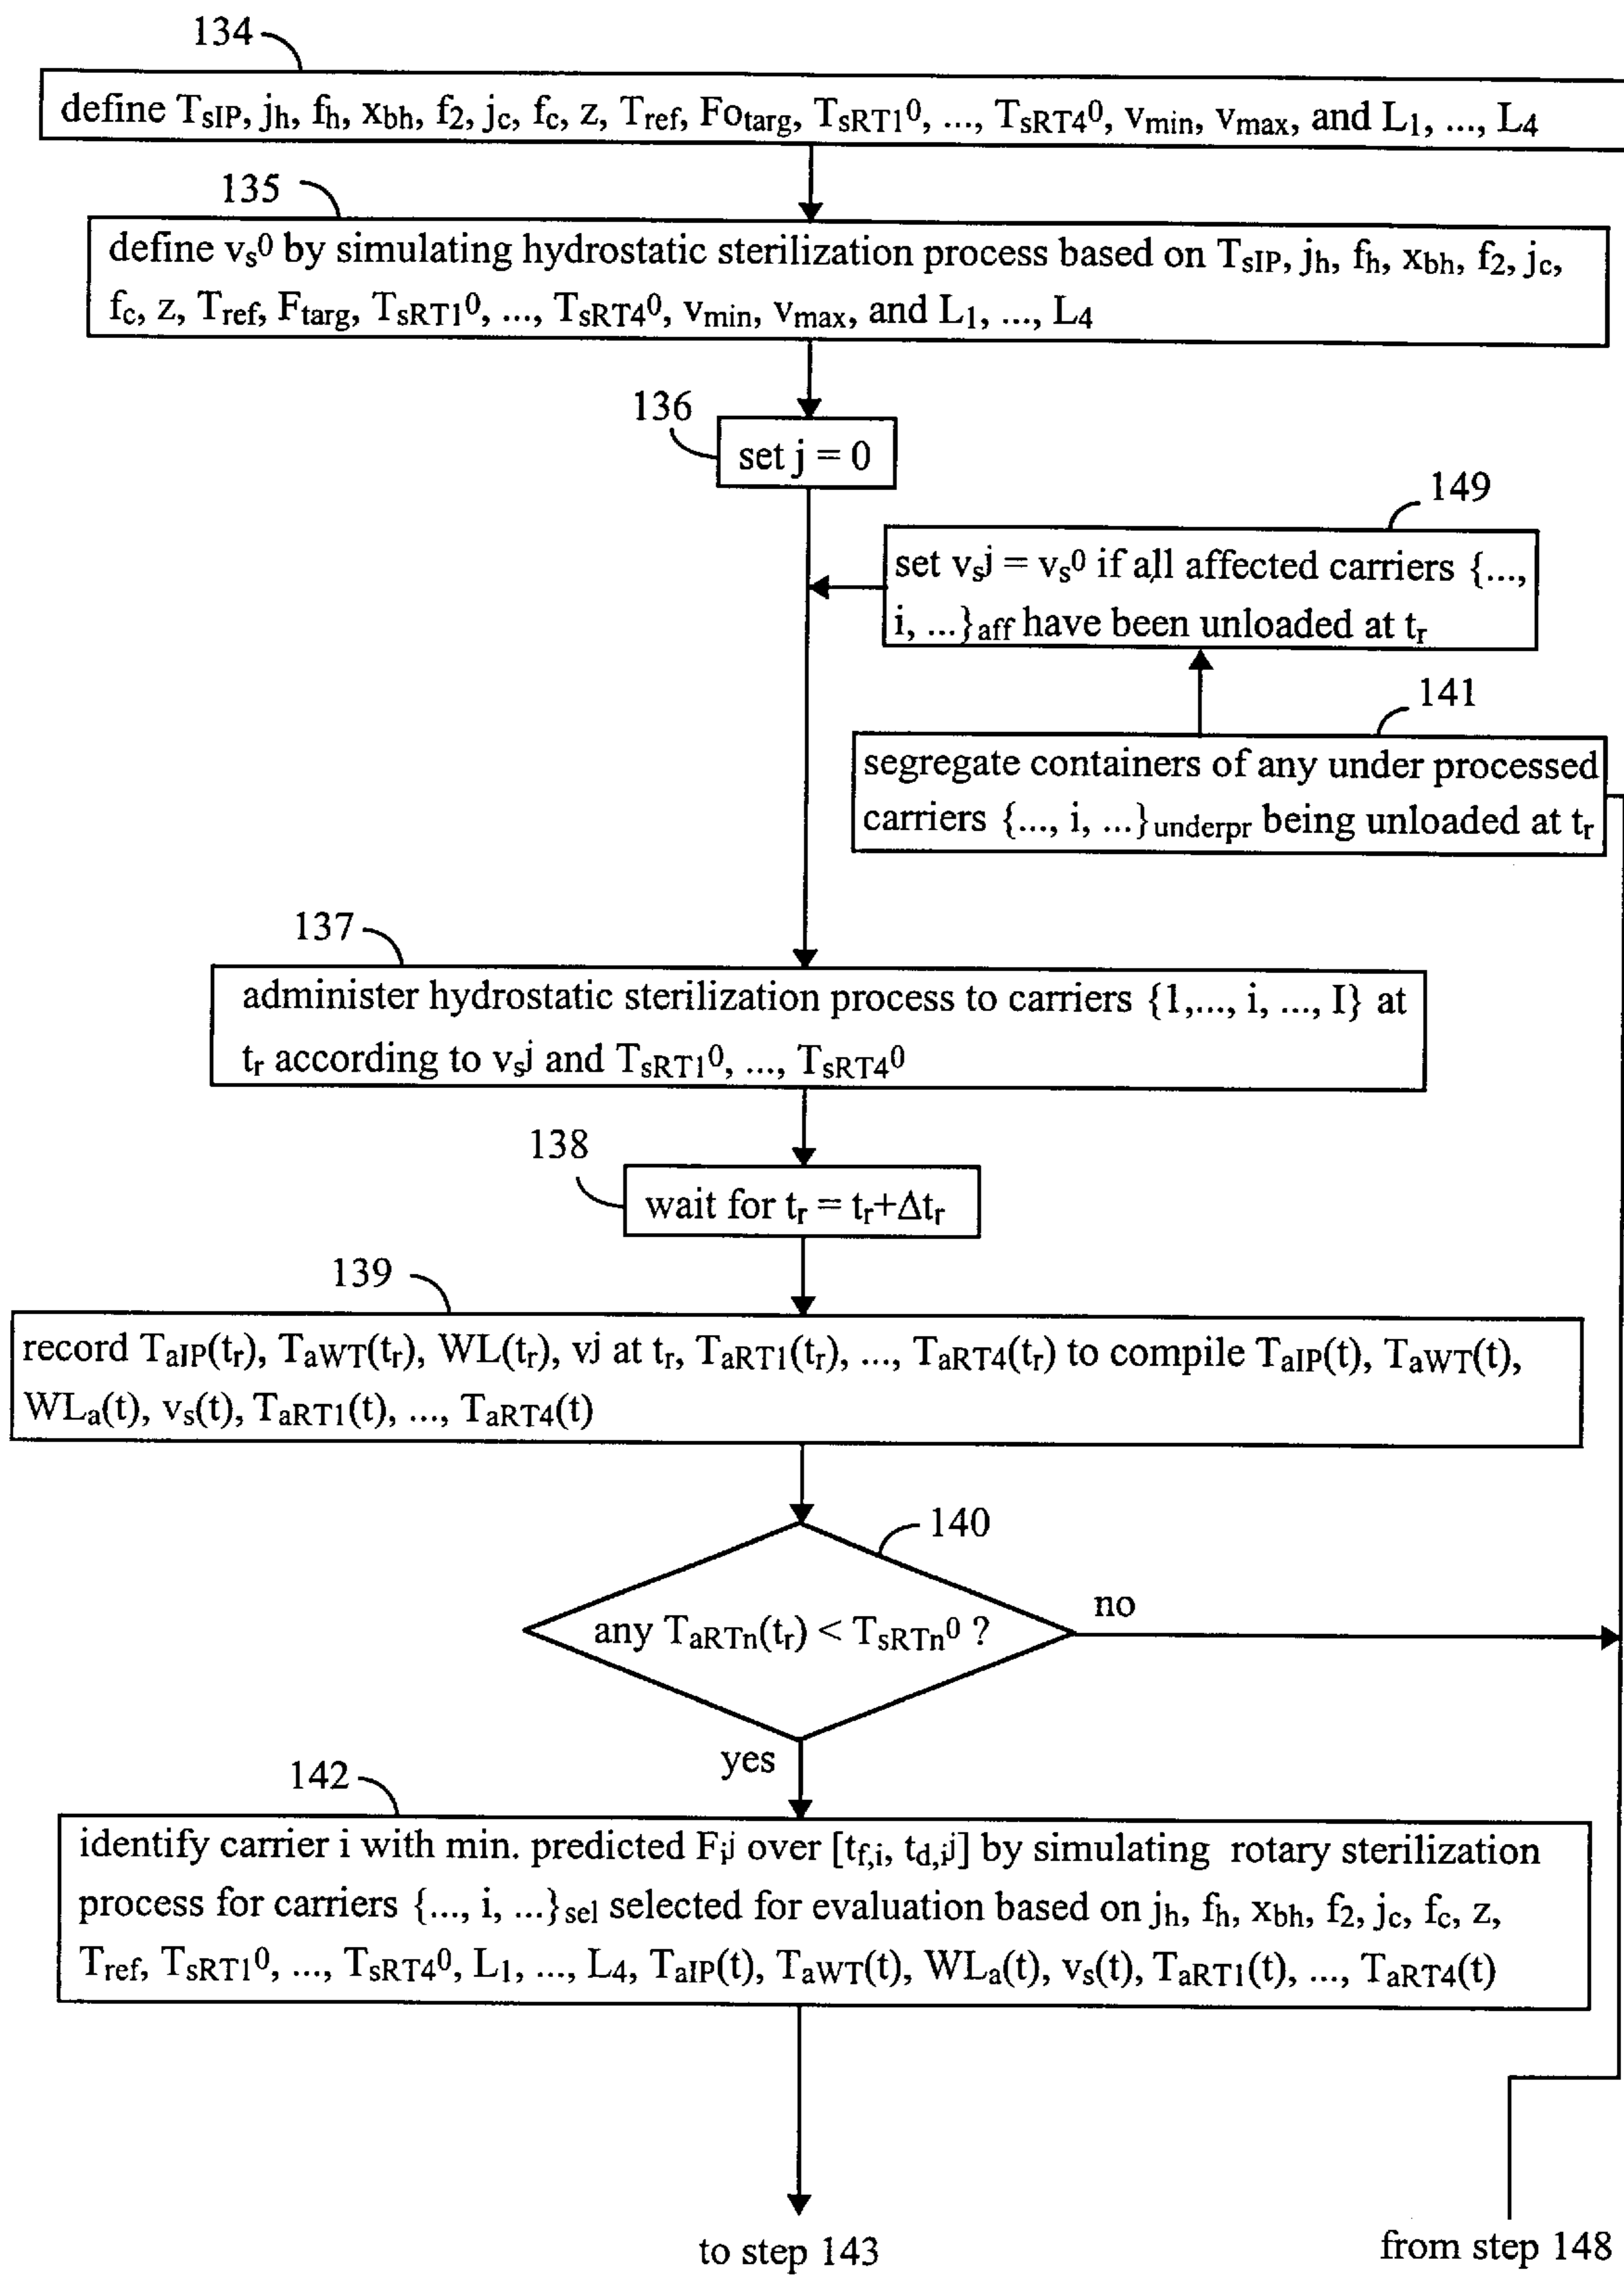 134
define TsIP, jh, fh, xbh, f2, jc, fc, z, Tref, Fotarg, TsRT1⁰, ..., TsRT4⁰, vmin, vmax, and L1, ..., L4
135
define vs⁰ by simulating hydrostatic sterilization process based on TsIP, jh, fh, xbh, f2, jc,
fc, z, Tref, Ftarg, TsRT1⁰, ..., TsRT4⁰, vmin, vmax, and L1, ..., L4
136
set j = 0
149
set vsj = vs⁰ if all affected carriers {...,
i, ...}aff have been unloaded at tr
141
segregate containers of any under processed
carriers {..., i, ...}underpr being unloaded at tr
137
administer hydrostatic sterilization process to carriers {1,..., i, ..., I} at
tr according to vsj and TsRT1⁰, ..., TsRT4⁰
138
wait for tr = tr+Δtr
139
record TaIP(tr), TaWT(tr), WL(tr), vj at tr, TaRT1(tr), ..., TaRT4(tr) to compile TaIP(t), TaWT(t),
WLa(t), vs(t), TaRT1(t), ..., TaRT4(t)
140
any TaRTn(tr) < TsRTn⁰ ?
no
yes
142
identify carrier i with min. predicted Fij over [tf,i, td,ij] by simulating rotary sterilization
process for carriers {..., i, ...}sel selected for evaluation based on jh, fh, xbh, f2, jc, fc, z,
Tref, TsRT1⁰, ..., TsRT4⁰, L1, ..., L4, TaIP(t), TaWT(t), WLa(t), vs(t), TaRT1(t), ..., TaRT4(t)
to step 143
from step 148